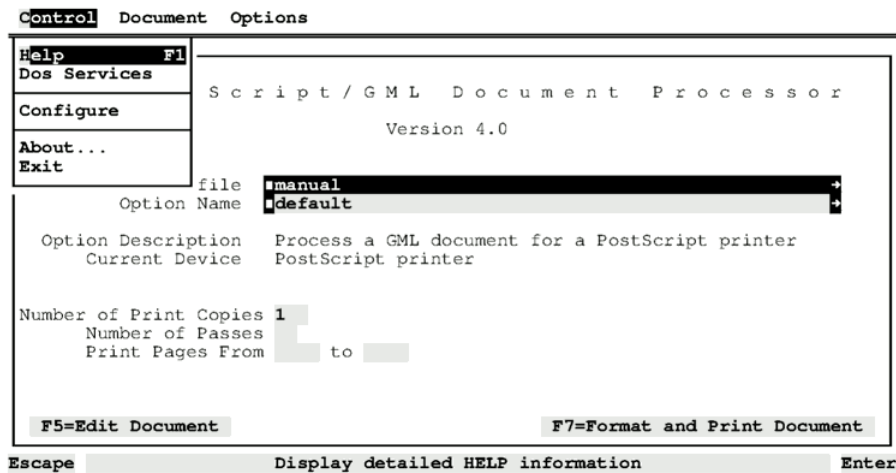 Control Document Options
Help F1
Dos Services
Configure
About...
Exit
Script/GML Document Processor
Version 4.0
file manual
Option Name default
Option Description Process a GML document for a PostScript printer
Current Device PostScript printer
Number of Print Copies 1
Number of Passes
Print Pages From to
F5=Edit Document F7=Format and Print Document
Escape Display detailed HELP information Enter